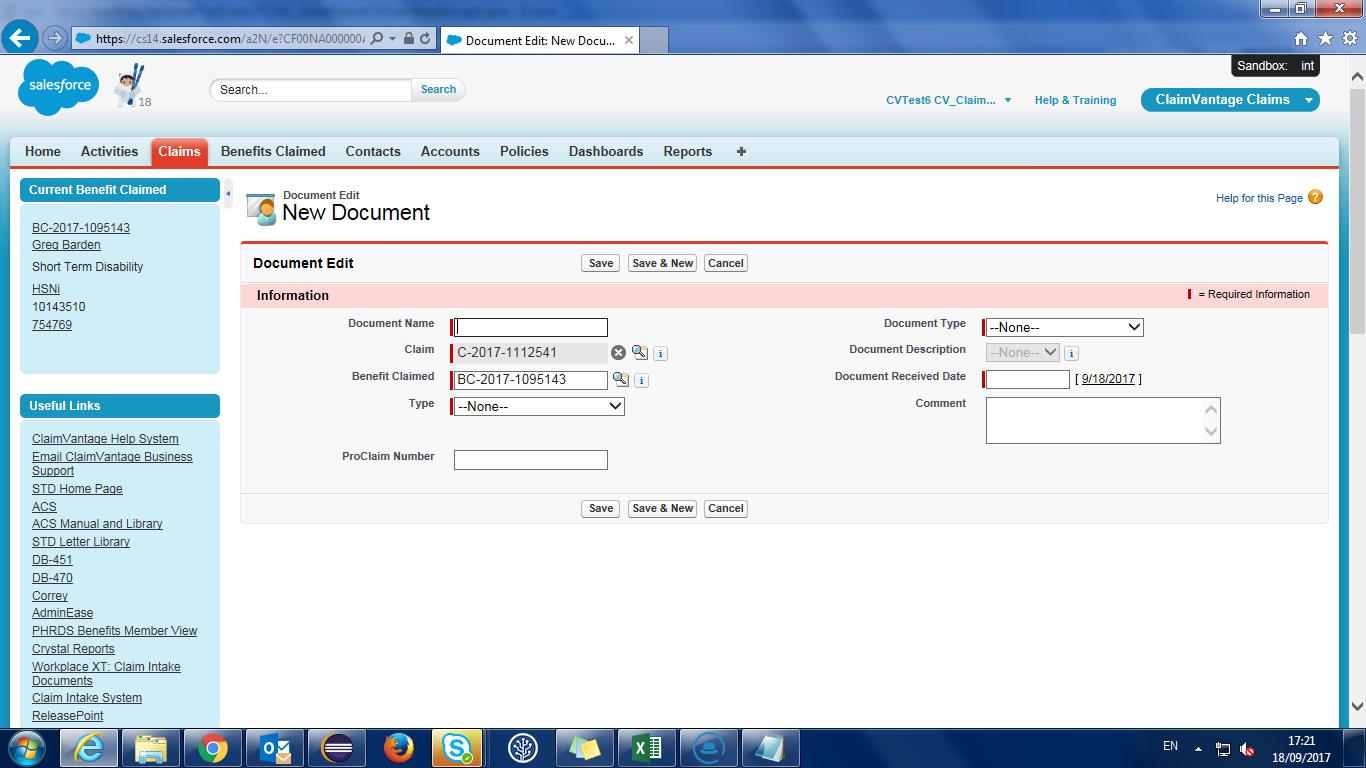 https://cs14.salesforce.com/a2N/e?CF00NA000000
Document Edit: New Docu...
Sandbox: int
salesforce
18
Search...
Search
CVTest6 CV_Claim...
Help & Training
ClaimVantage Claims
Home
Activities
Claims
Benefits Claimed
Contacts
Accounts
Policies
Dashboards
Reports
Current Benefit Claimed
BC-2017-1095143
Greg Barden
Short Term Disability
HSNi
10143510
754769
Useful Links
ClaimVantage Help System
Email ClaimVantage Business
Support
STD Home Page
ACS
ACS Manual and Library
STD Letter Library
DB-451
DB-470
Correy
AdminEase
PHRDS Benefits Member View
Crystal Reports
Workplace XT: Claim Intake
Documents
Claim Intake System
ReleasePoint
Document Edit
New Document
Help for this Page
Document Edit
Save
Save & New
Cancel
Information
= Required Information
Document Name
Document Type
--None--
Claim
C-2017-1112541
Document Description
--None--
Benefit Claimed
BC-2017-1095143
Document Received Date
[ 9/18/2017 ]
Type
--None--
Comment
ProClaim Number
Save
Save & New
Cancel
EN
17:21
18/09/2017